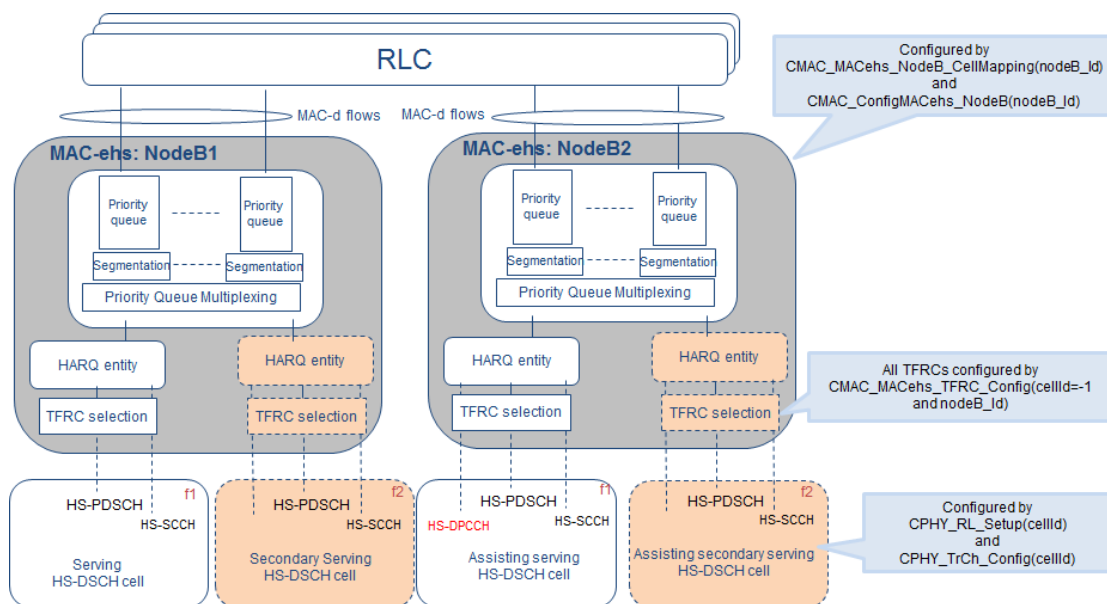 RLC
Configured by
CMAC_MACehs_NodeB_CellMapping(nodeB_Id)
and
CMAC_ConfigMACehs_NodeB(nodeB_Id)
MAC-d flows
MAC-d flows
MAC-ehs: NodeB1
MAC-ehs: NodeB2
Priority
queue
Priority
queue
Priority
queue
Priority
queue
Segmentation
Segmentation
Segmentation
Segmentation
Priority Queue Multiplexing
Priority Queue Multiplexing
HARQ entity
HARQ entity
HARQ entity
HARQ entity
All TFRCs configured by
CMAC_MACehs_TFRC_Config(cellId=-1
and nodeB_Id)
TFRC selection
TFRC selection
TFRC selection
TFRC selection
f1
HS-PDSCH
HS-SCCH
Serving
HS-DSCH cell
f2
HS-PDSCH
HS-SCCH
Secondary Serving
HS-DSCH cell
f1
HS-PDSCH
HS-DPCCH
HS-SCCH
Assisting serving
HS-DSCH cell
f2
HS-PDSCH
HS-SCCH
Assisting secondary serving
HS-DSCH cell
Configured by
CPHY_RL_Setup(cellId)
and
CPHY_TrCh_Config(cellId)